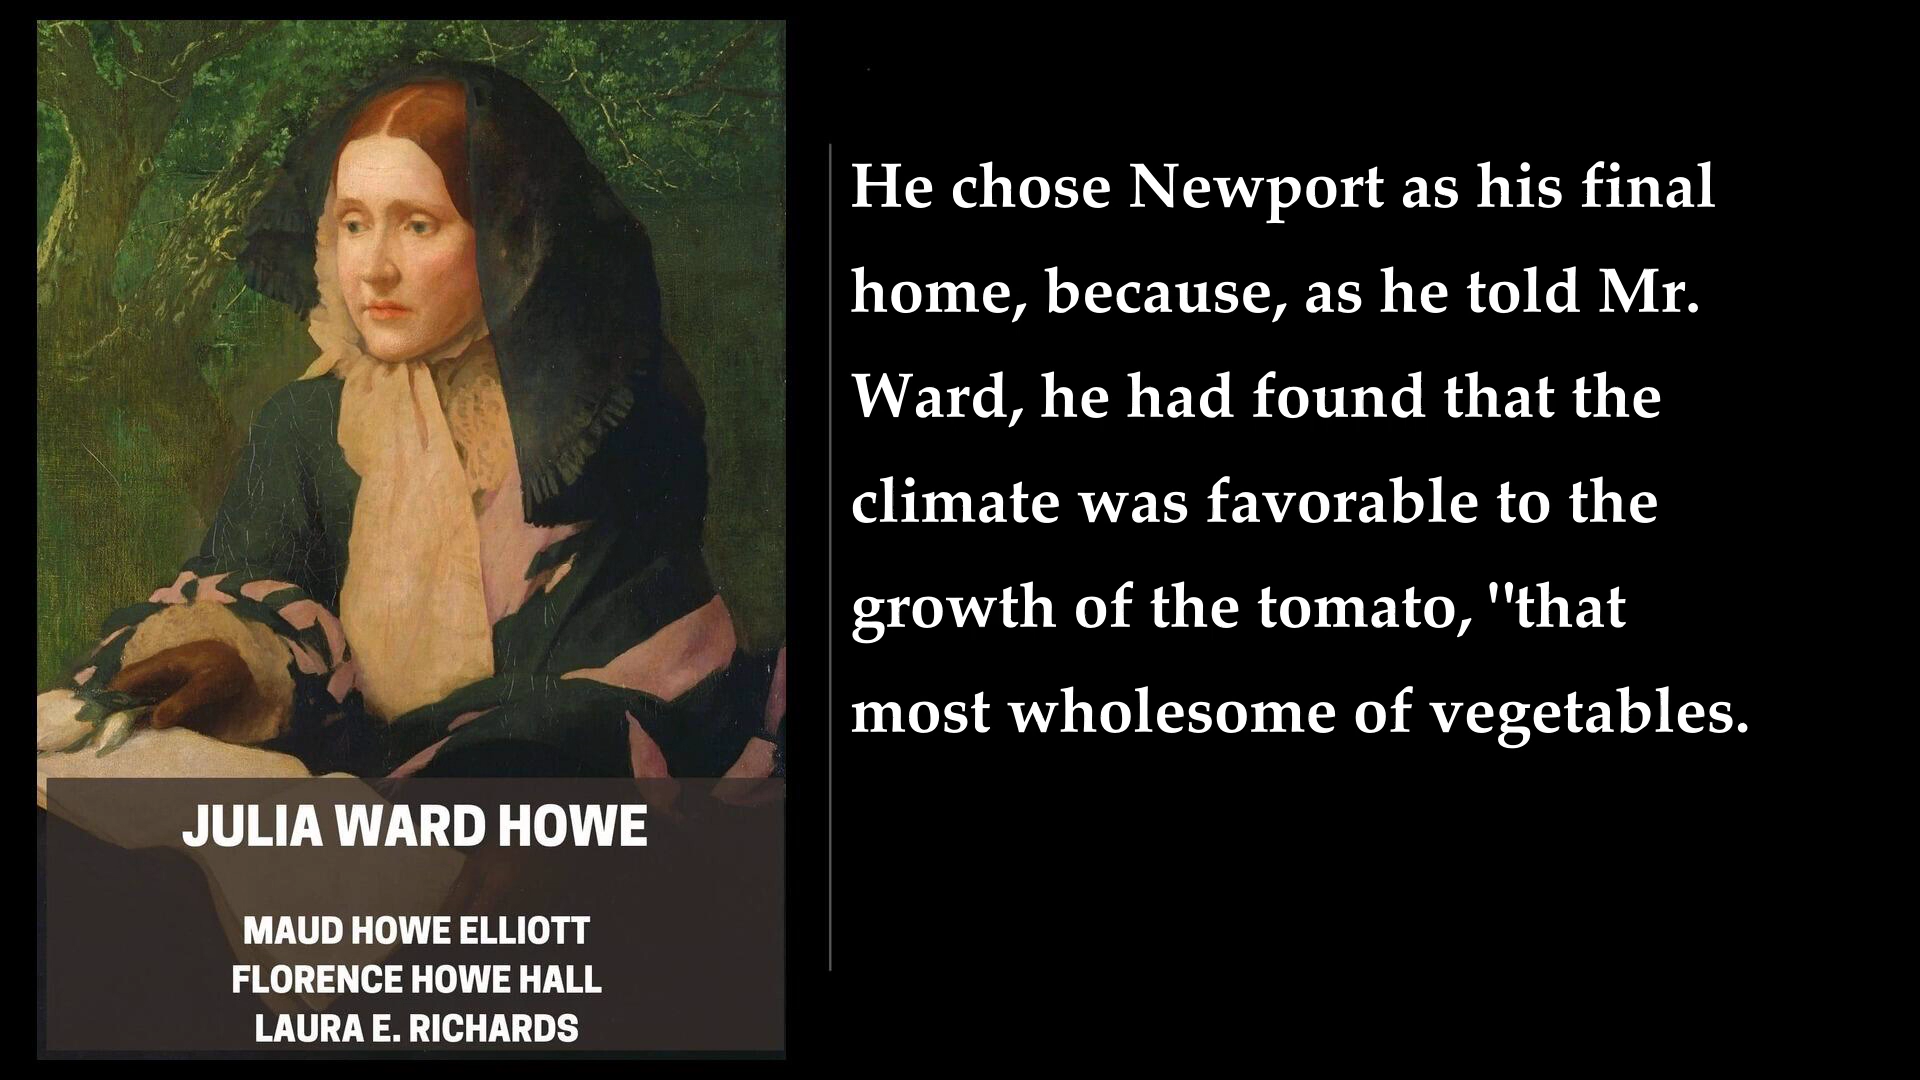 JULIA WARD HOWE
MAUD HOWE ELLIOTT
FLORENCE HOWE HALL
LAURA E. RICHARDS
He chose Newport as his final
home, because, as he told Mr.
Ward, he had found that the
climate was favorable to the
growth of the tomato, "that
most wholesome of vegetables.